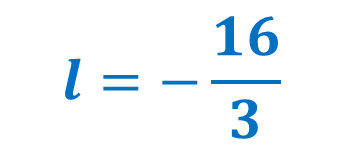 l = − 16/3